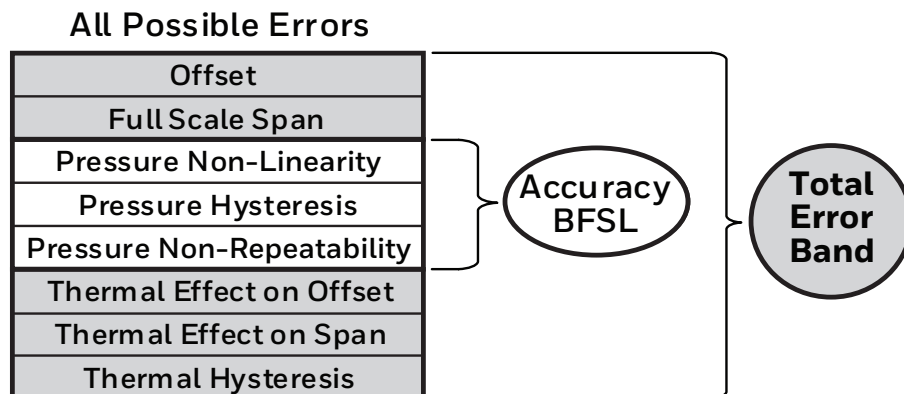 All Possible Errors
Offset
Full Scale Span
Pressure Non-Linearity
Pressure Hysteresis
Pressure Non-Repeatability
Thermal Effect on Offset
Thermal Effect on Span
Thermal Hysteresis
Accuracy
BFSL
Total
Error
Band